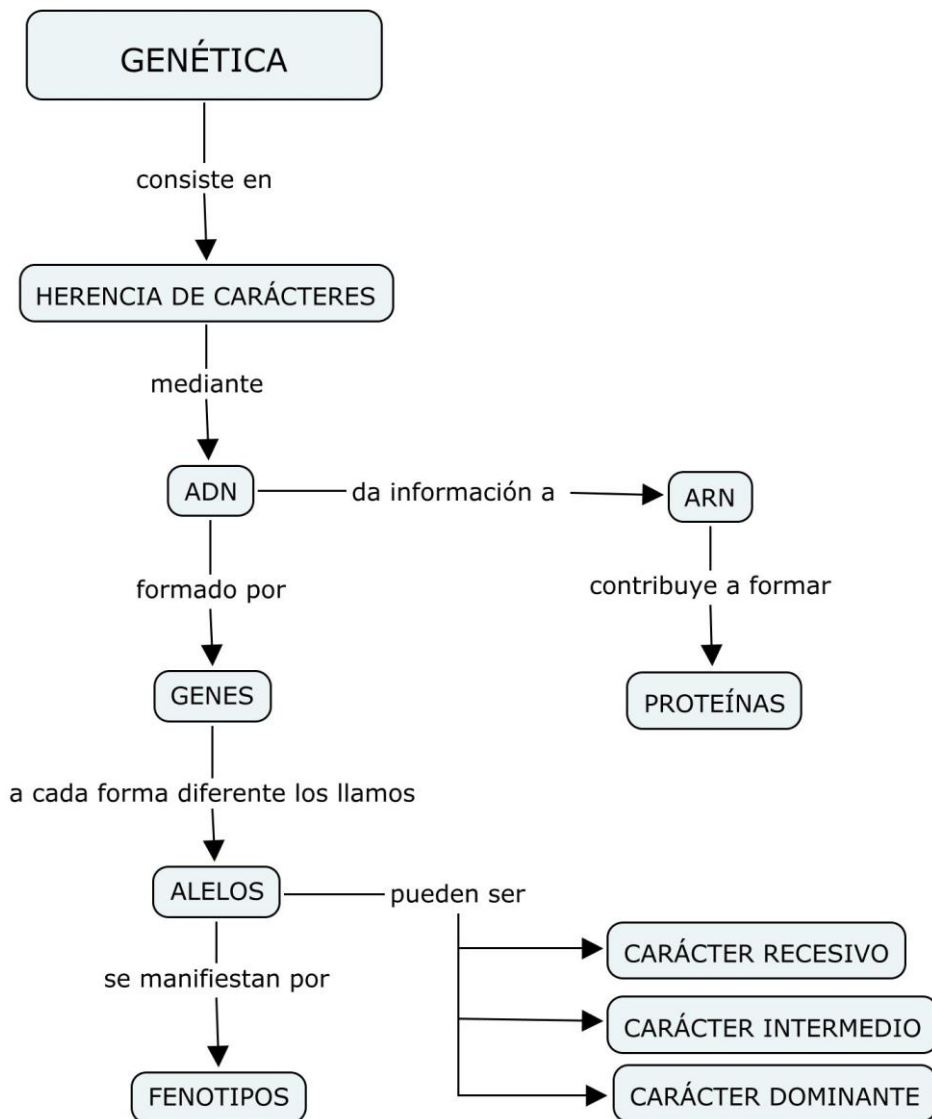 GENÉTICA
consiste en
HERENCIA DE CARÁCTERES
mediante
ADN
da información a
ARN
formado por
contribuye a formar
GENES
PROTEÍNAS
a cada forma diferente los llamos
ALELOS
pueden ser
CARÁCTER RECESIVO
se manifiestan por
CARÁCTER INTERMEDIO
FENOTIPOS
CARÁCTER DOMINANTE